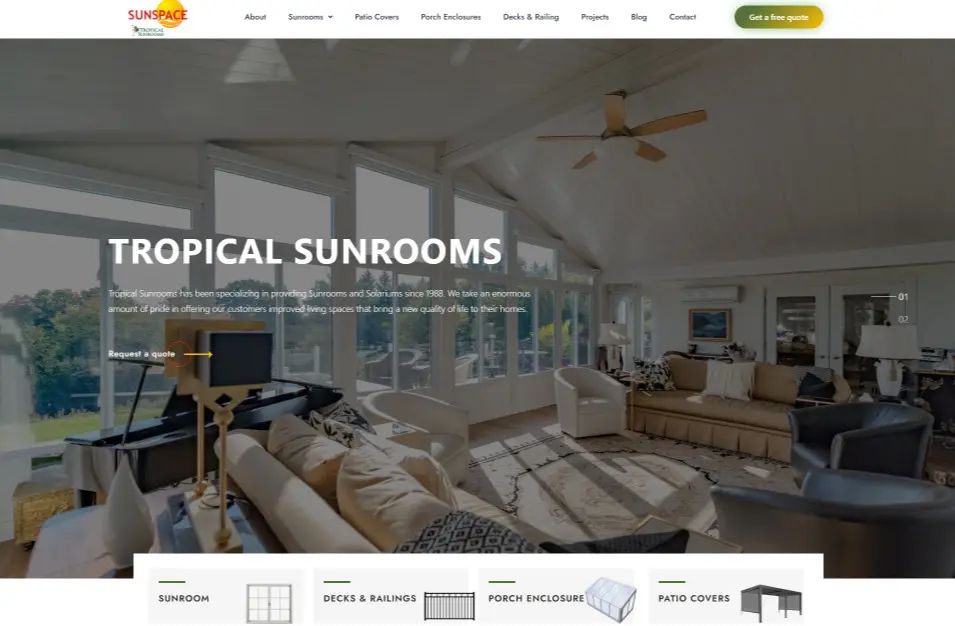 SUNSPACE
TROPICAL
SUNROOMS
About Sunrooms Patio Covers Porch Enclosures Decks & Railing Projects Blog Contact Get a free quote
TROPICAL SUNROOMS
Tropical Sunrooms has been specializing in providing Sunrooms and Solariums since 1988. We take an enormous
amount of pride in offering our customers improved living spaces that bring a new quality of life to their homes.
01
02
Request a quote
SUNROOM DECKS & RAILINGS PORCH ENCLOSURE PATIO COVERS